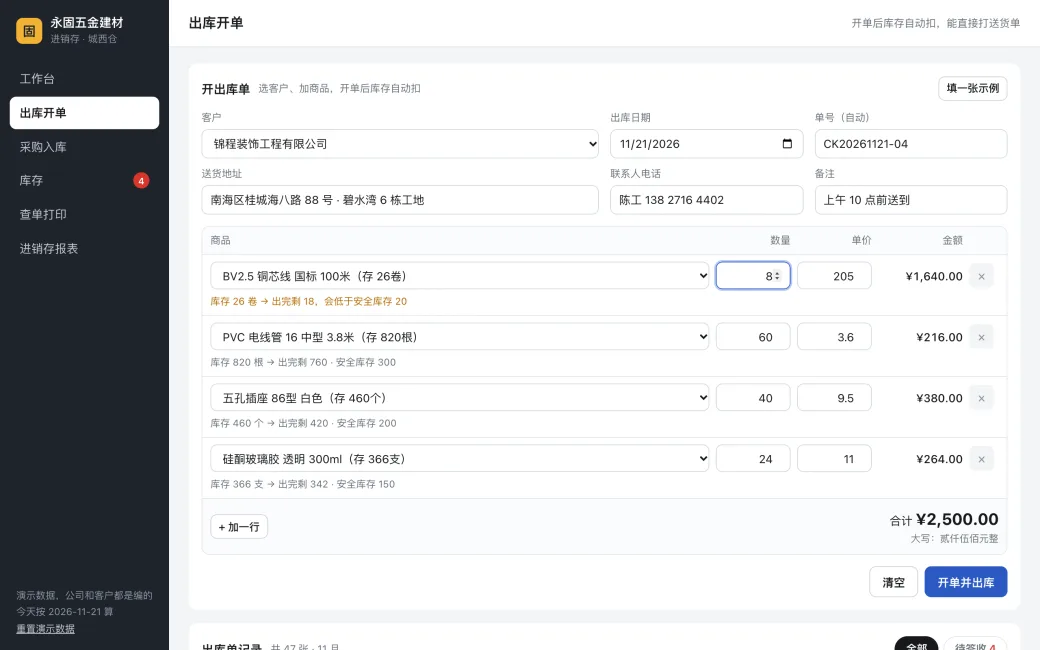 固
永固五金建材
进销存 · 城西仓
工作台
出库开单
采购入库
库存 4
查单打印
进销存报表
演示数据，公司和客户都是编的
今天按 2026-11-21 算
重置演示数据
出库开单 开单后库存自动扣，能直接打送货单
开出库单 选客户、加商品，开单后库存自动扣 填一张示例
客户 出库日期 单号（自动）
锦程装饰工程有限公司 11/21/2026 CK20261121-04
送货地址 联系人电话 备注
南海区桂城海八路 88 号 · 碧水湾 6 栋工地 陈工 138 2716 4402 上午 10 点前送到
商品 数量 单价 金额
BV2.5 铜芯线 国标 100米（存 26卷） 8 205 ¥1,640.00 ×
库存 26 卷 → 出完剩 18，会低于安全库存 20
PVC 电线管 16 中型 3.8米（存 820根） 60 3.6 ¥216.00 ×
库存 820 根 → 出完剩 760 · 安全库存 300
五孔插座 86型 白色（存 460个） 40 9.5 ¥380.00 ×
库存 460 个 → 出完剩 420 · 安全库存 200
硅酮玻璃胶 透明 300ml（存 366支） 24 11 ¥264.00 ×
库存 366 支 → 出完剩 342 · 安全库存 150
+ 加一行 合计 ¥2,500.00
大写：贰仟伍佰元整
清空 开单并出库
出库单记录 共 47 张 · 11 月 全部 待签收 4